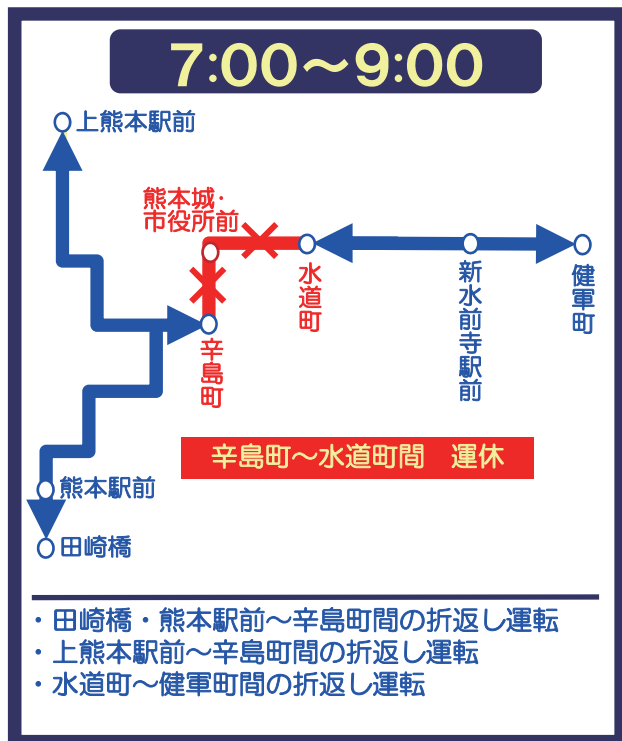 7:00～9:00
上熊本駅前
熊本城・
市役所前
水道町
新水前寺駅前
健軍町
辛島町
辛島町～水道町間　運休
熊本駅前
田崎橋
・田崎橋・熊本駅前～辛島町間の折返し運転
・上熊本駅前～辛島町間の折返し運転
・水道町～健軍町間の折返し運転